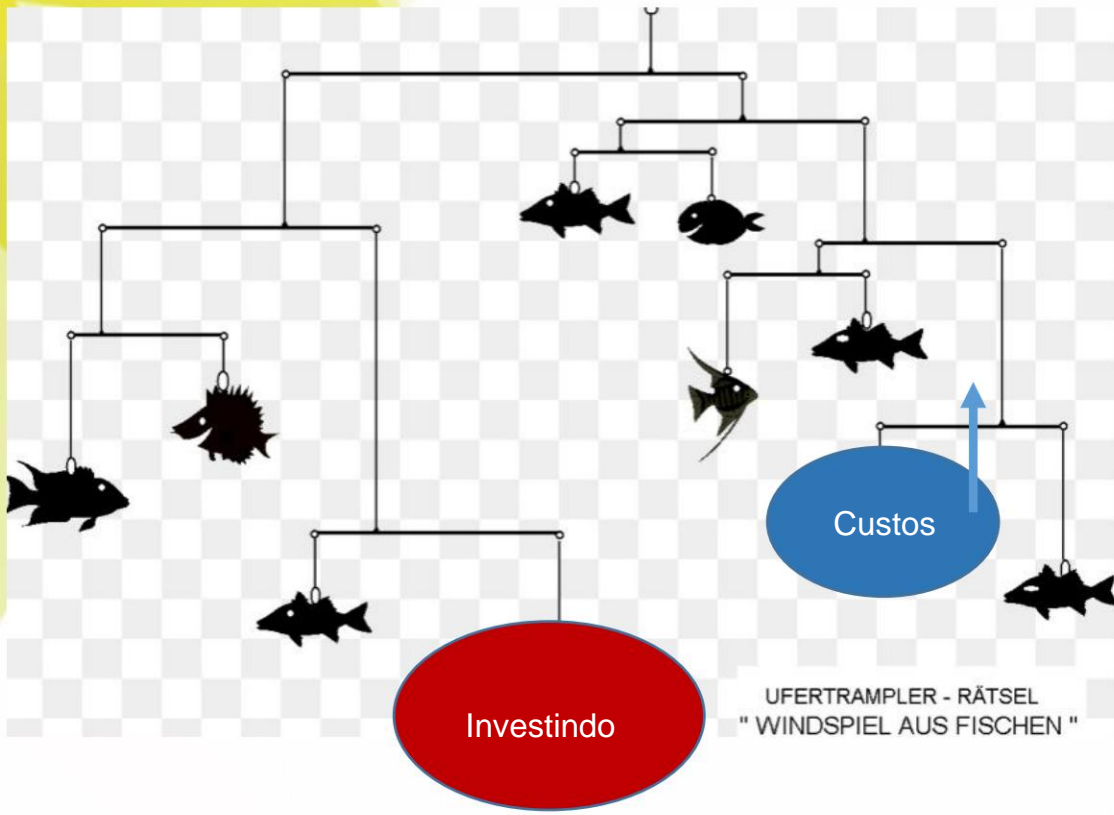 Custos
Investindo
UFERTRAMPLER - RÄTSEL
" WINDSPIEL AUS FISCHEN "